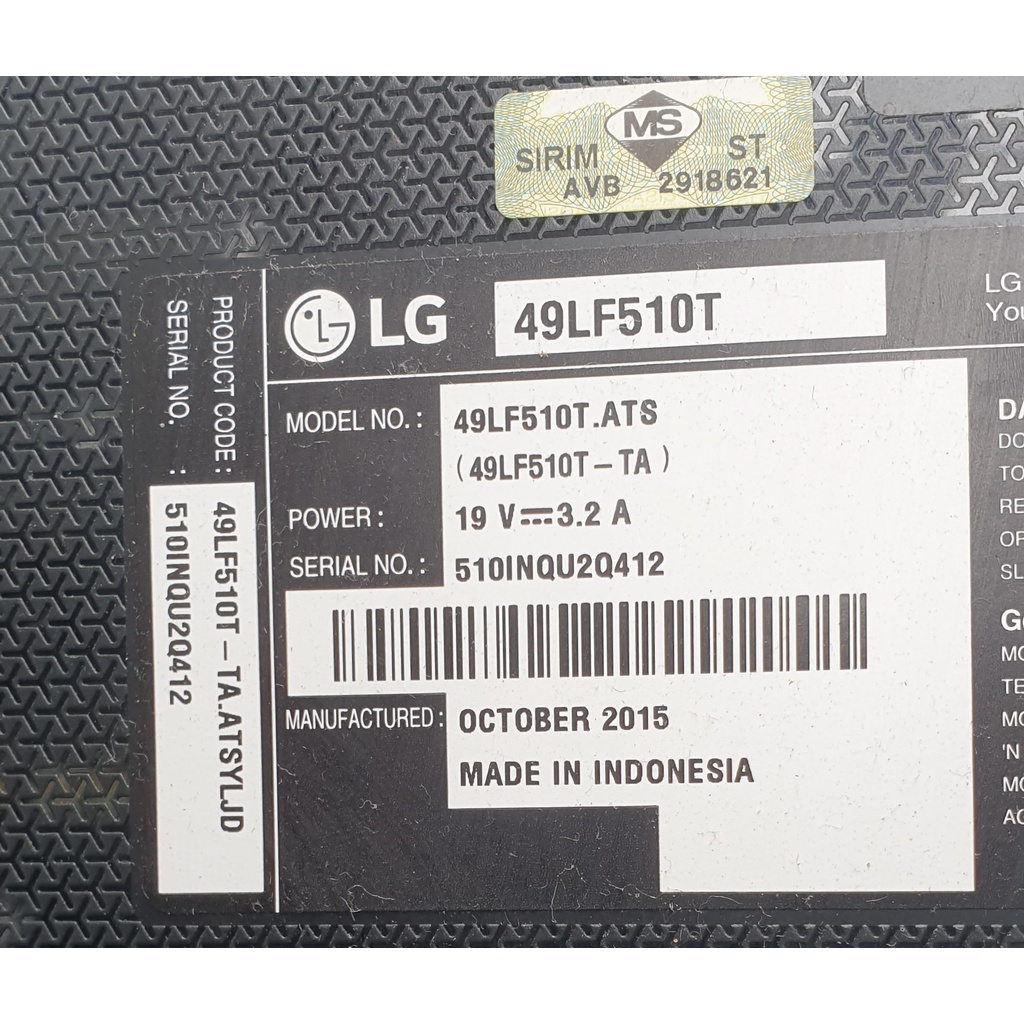 MS
SIRIM ST
AVB 2918621
LG 49LF510T
MODEL NO. : 49LF510T.ATS
(49LF510T-TA)
POWER : 19 V⎓3.2 A
SERIAL NO. : 510INQU2Q412
MANUFACTURED : OCTOBER 2015
MADE IN INDONESIA
PRODUCT CODE : 49LF510T-TA.ATSYLJD
SERIAL NO. : 510INQU2Q412
LG